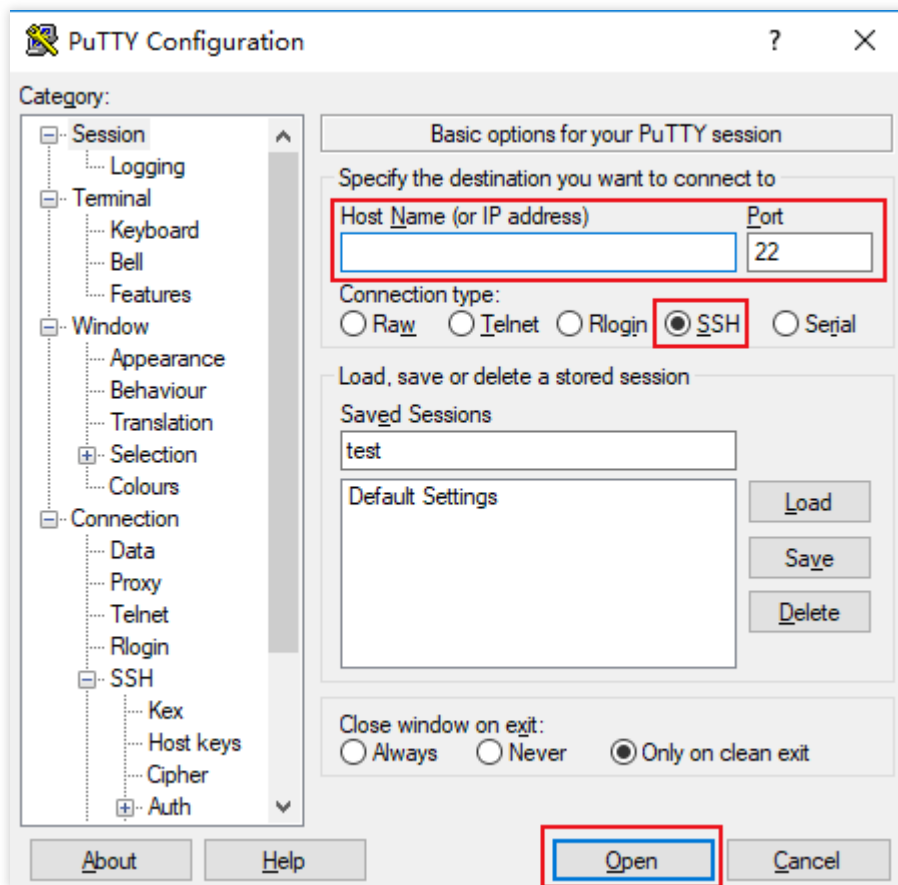 PuTTY Configuration
?
Category:
Session
Logging
Terminal
Keyboard
Bell
Features
Window
Appearance
Behaviour
Translation
Selection
Colours
Connection
Data
Proxy
Telnet
Rlogin
SSH
Kex
Host keys
Cipher
Auth
Basic options for your PuTTY session
Specify the destination you want to connect to
Host Name (or IP address) Port
22
Connection type:
Raw Telnet Rlogin SSH Serial
Load, save or delete a stored session
Saved Sessions
test
Default Settings
Load
Save
Delete
Close window on exit:
Always Never Only on clean exit
About Help Open Cancel